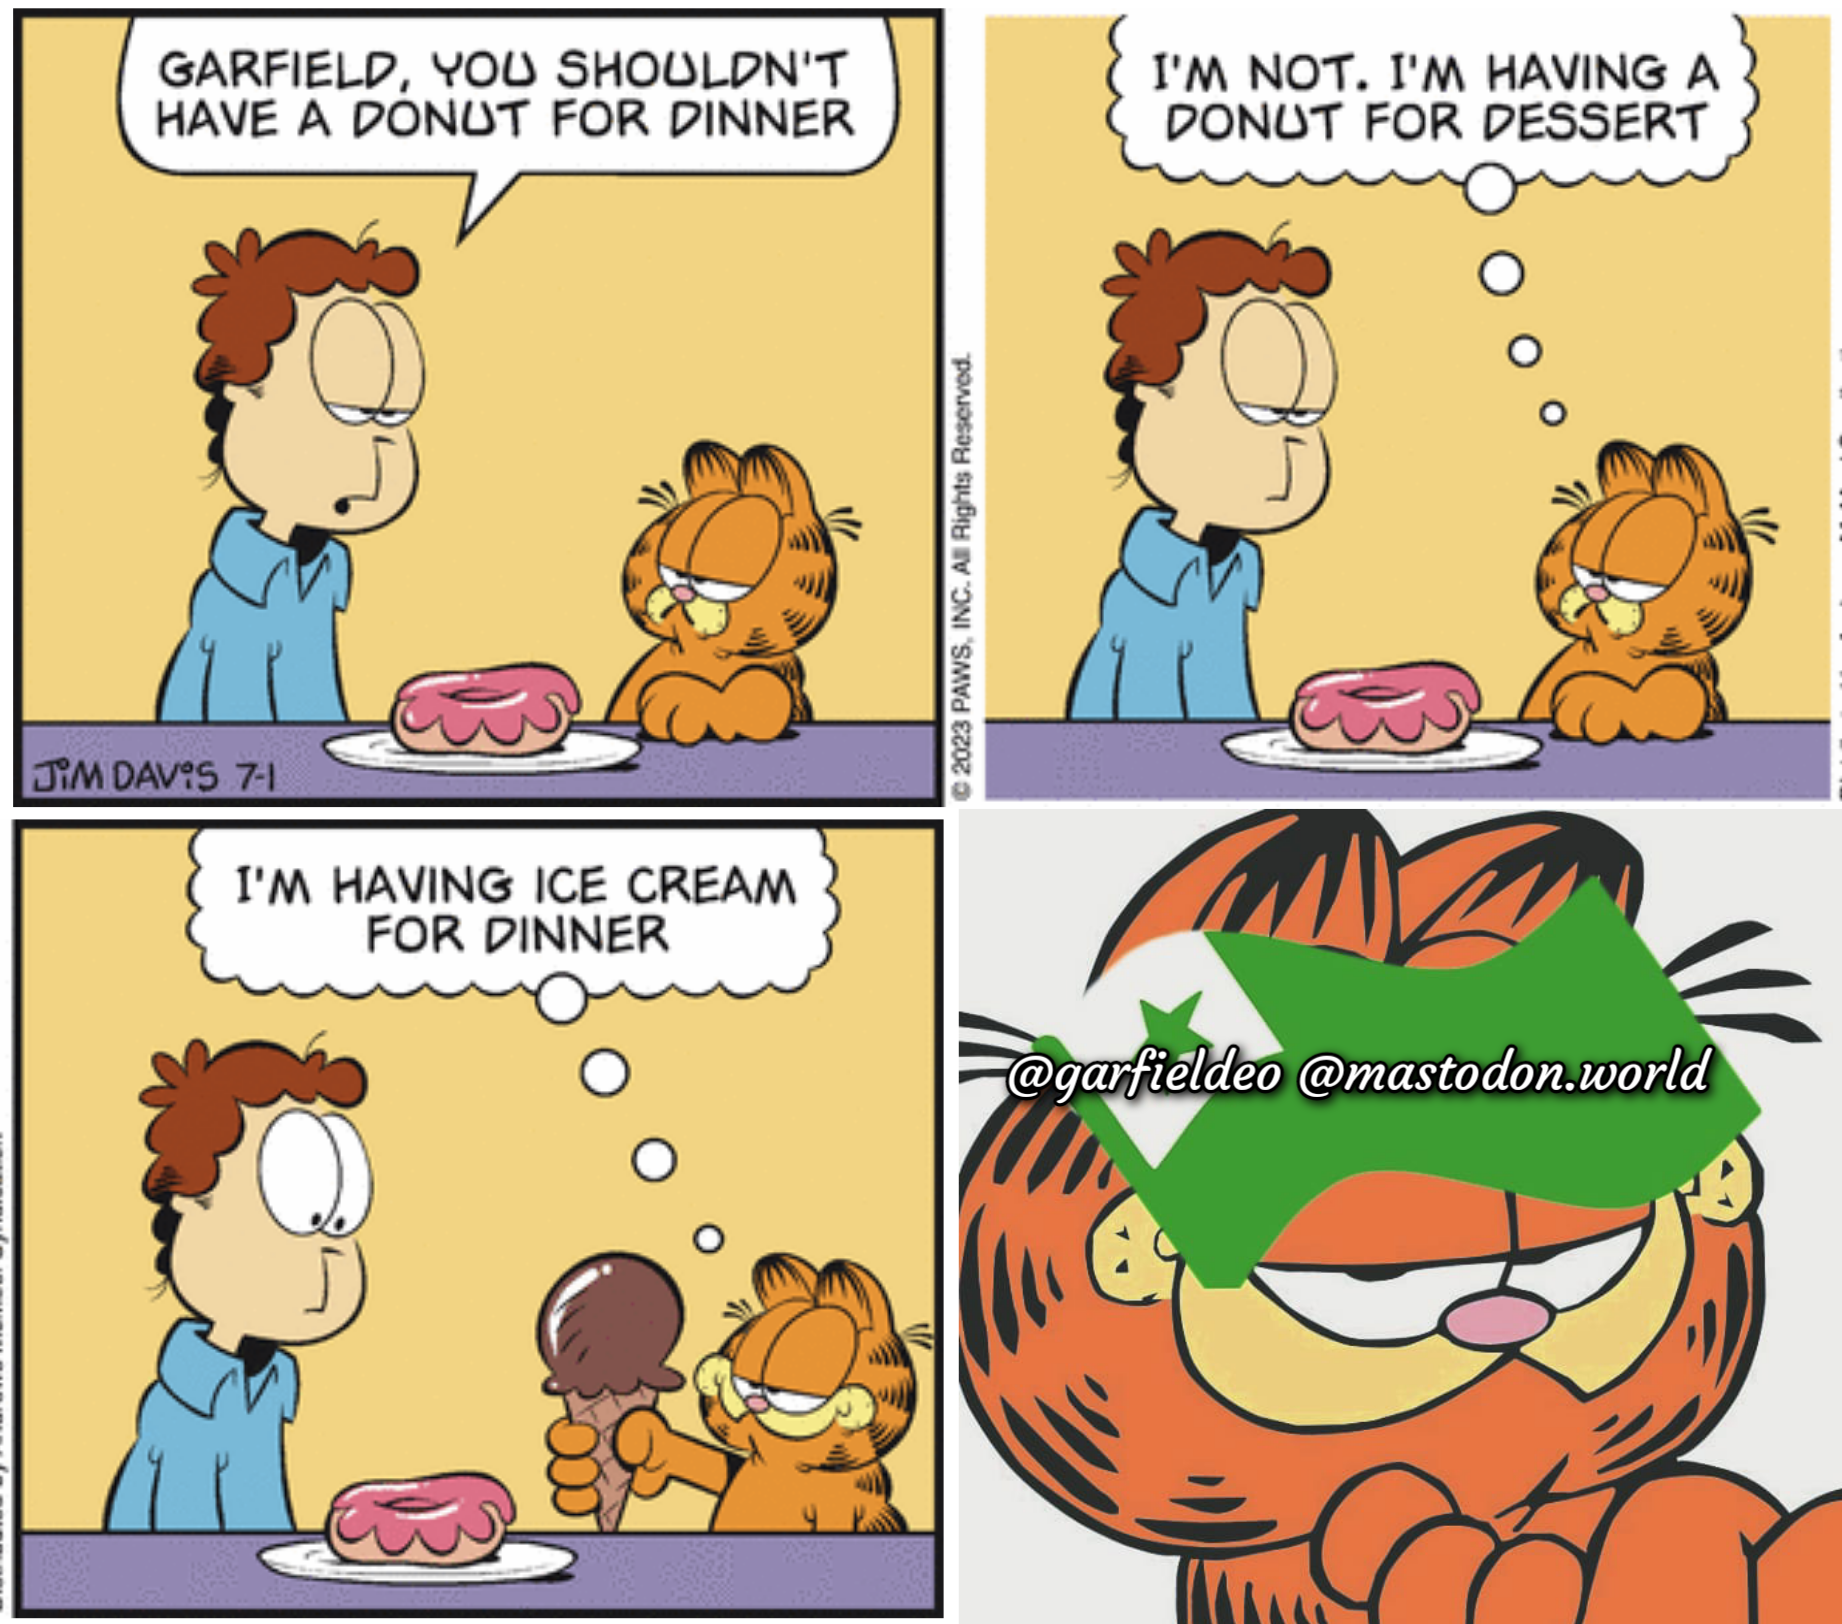 GARFIELD, YOU SHOULDN'T
HAVE A DONUT FOR DINNER
JIM DAVIS 7-1
© 2023 PAWS, INC. All Rights Reserved.
I'M NOT. I'M HAVING A
DONUT FOR DESSERT
I'M HAVING ICE CREAM
FOR DINNER
@garfieldeo @mastodon.world